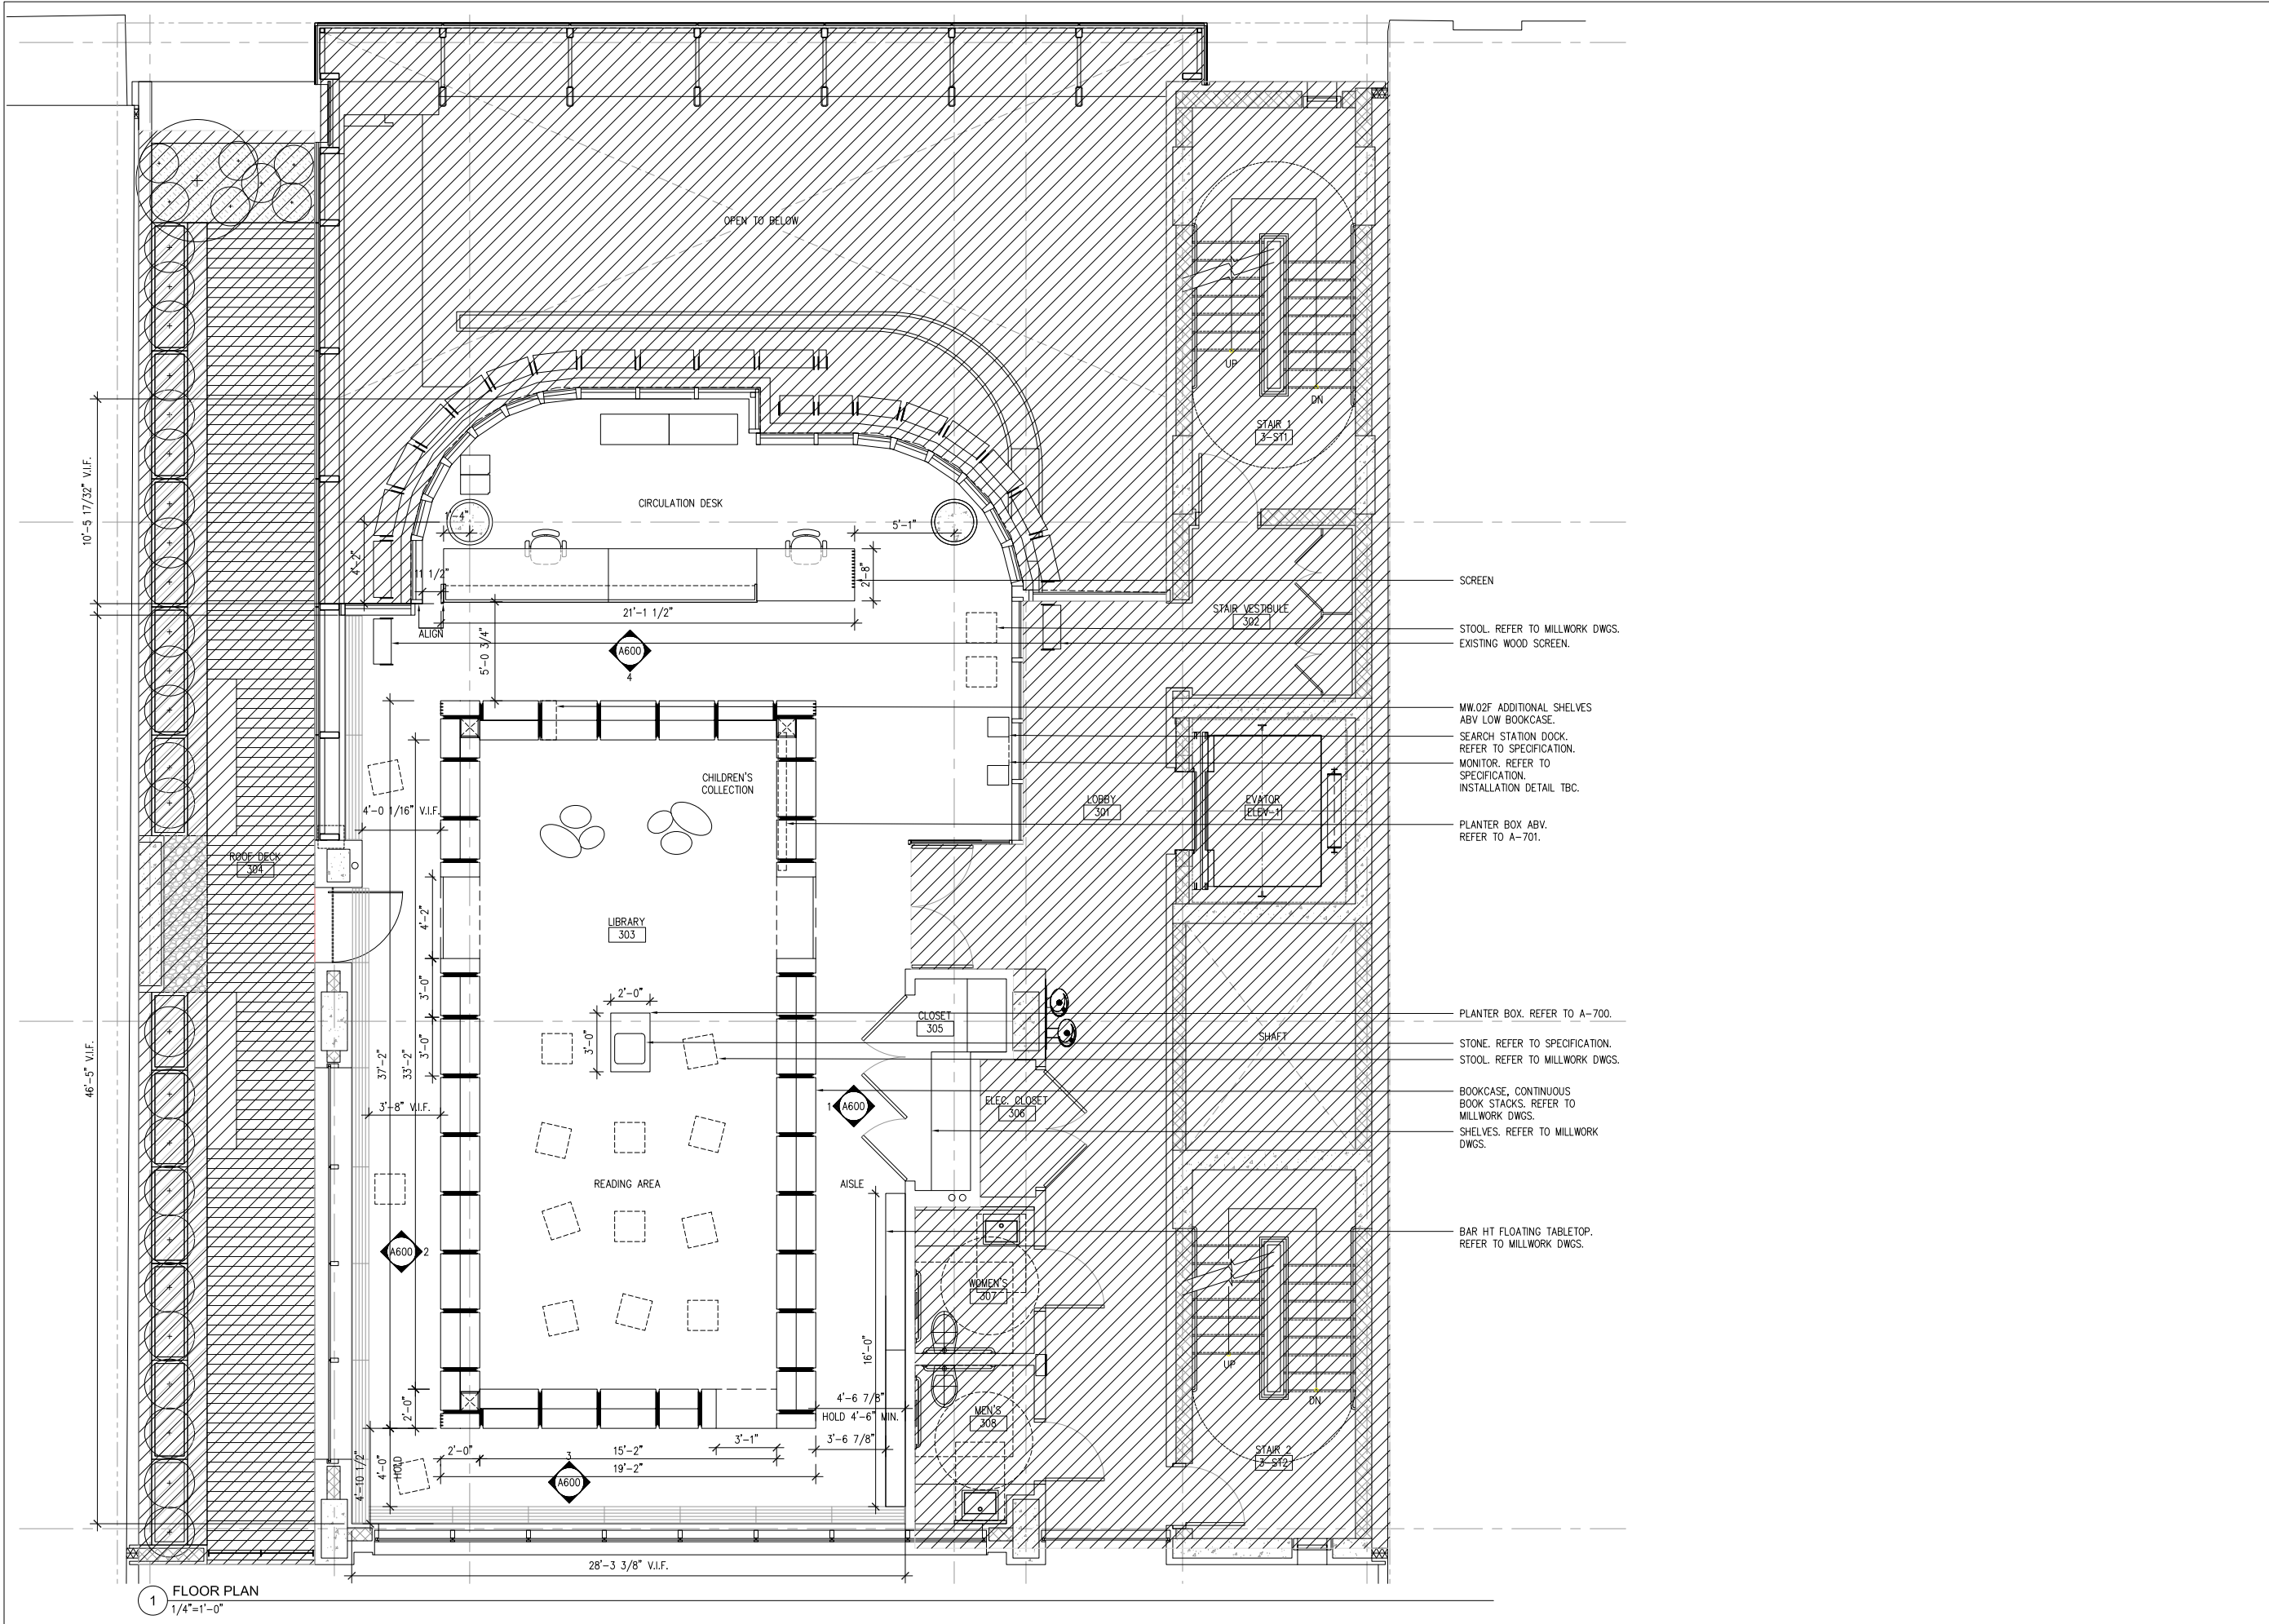 OPEN TO BELOW
UP
DN
STAIR 1
3-ST1
10'-5 17/32" V.I.F.
CIRCULATION DESK
1'-4"
5'-1"
4'-2"
11 1/2"
2'-8"
SCREEN
21'-1 1/2"
STAIR VESTIBULE
302
ALIGN
STOOL. REFER TO MILLWORK DWGS.
EXISTING WOOD SCREEN.
5'-0 3/4"
A600
4
MW.02F ADDITIONAL SHELVES
ABV LOW BOOKCASE.
SEARCH STATION DOCK.
REFER TO SPECIFICATION.
MONITOR. REFER TO
SPECIFICATION.
INSTALLATION DETAIL TBC.
CHILDREN'S
COLLECTION
4'-0 1/16" V.I.F.
LOBBY
301
EVATOR
ELEV-1
PLANTER BOX ABV.
REFER TO A-701.
ROOF DECK
304
4'-2"
LIBRARY
303
3'-0"
2'-0"
CLOSET
305
PLANTER BOX. REFER TO A-700.
3'-0"
3'-0"
SHAFT
STONE. REFER TO SPECIFICATION.
STOOL. REFER TO MILLWORK DWGS.
46'-5" V.I.F.
37'-2"
33'-2"
3'-8" V.I.F.
1
A600
ELEC. CLOSET
306
BOOKCASE, CONTINUOUS
BOOK STACKS. REFER TO
MILLWORK DWGS.
SHELVES. REFER TO MILLWORK
DWGS.
READING AREA
AISLE
A600
2
BAR HT FLOATING TABLETOP.
REFER TO MILLWORK DWGS.
WOMEN'S
307
16'-0"
UP
DN
4'-6 7/8"
HOLD 4'-6" MIN.
2'-0"
MEN'S
308
3'-6 7/8"
3'-1"
2'-0"
15'-2"
3
19'-2"
A600
4'-10 1/2"
4'-0"
HOLD
STAIR 2
3-ST2
28'-3 3/8" V.I.F.
1
FLOOR PLAN
1/4"=1'-0"